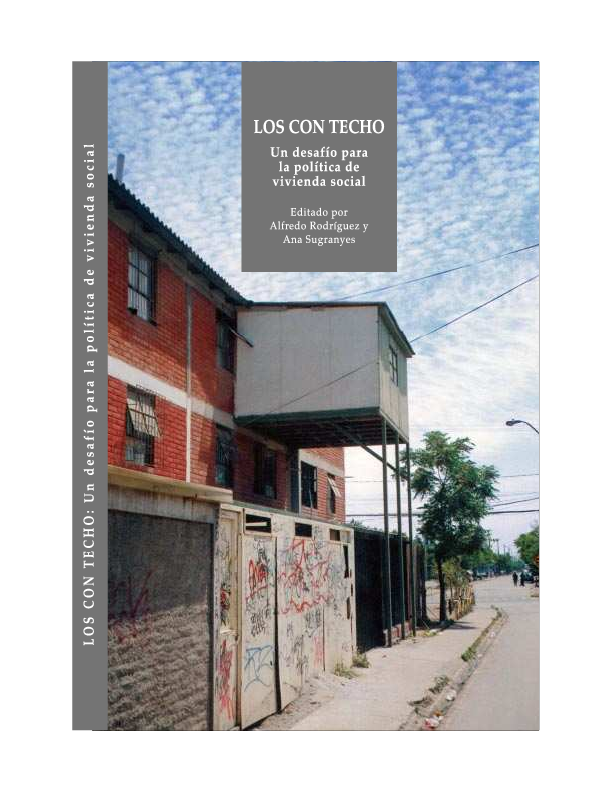 LOS CON TECHO: Un desafío para la política de vivienda social
LOS CON TECHO
Un desafío para
la política de
vivienda social
Editado por
Alfredo Rodríguez y
Ana Sugranyes